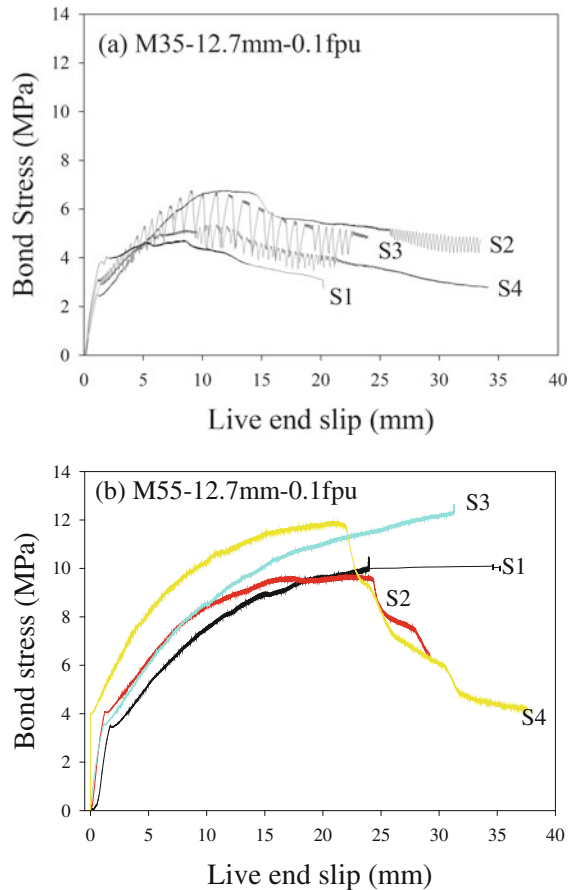 (a) M35-12.7mm-0.1fpu
Bond Stress (MPa)
14
12
10
8
6
4
2
0
S2
S3
S4
S1
0 5 10 15 20 25 30 35 40
Live end slip (mm)
(b) M55-12.7mm-0.1fpu
Bond stress (MPa)
14
12
10
8
6
4
2
0
S3
S1
S2
S4
0 5 10 15 20 25 30 35 40
Live end slip (mm)